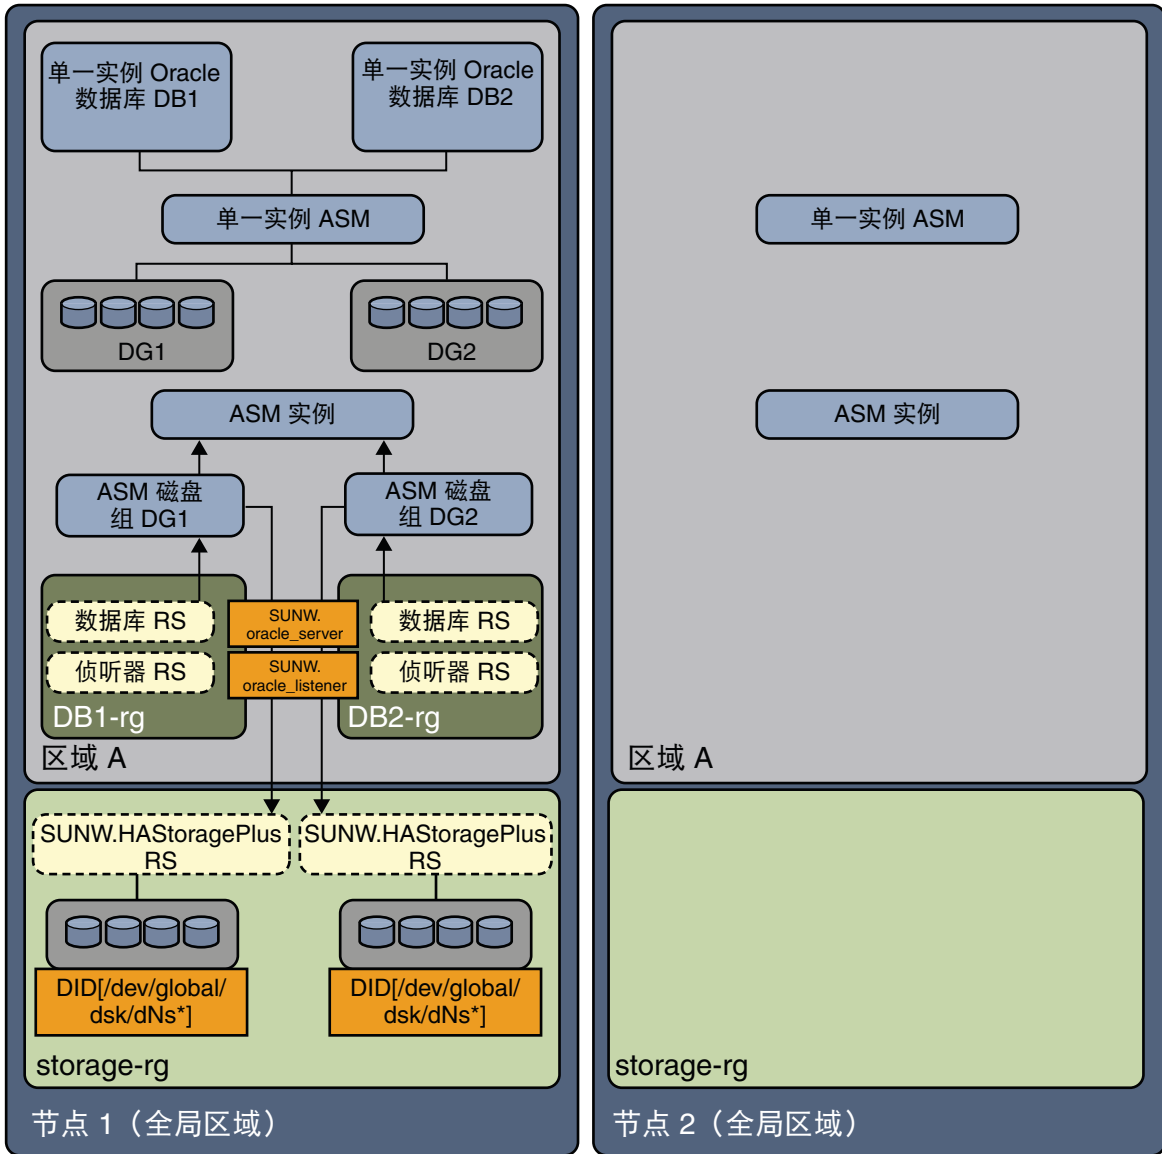 单一实例 Oracle
数据库 DB1
单一实例 Oracle
数据库 DB2
单一实例 ASM
DG1
DG2
ASM 实例
ASM 磁盘
组 DG1
ASM 磁盘
组 DG2
数据库 RS
侦听器 RS
DB1-rg
SUNW.
oracle_server
SUNW.
oracle_listener
数据库 RS
侦听器 RS
DB2-rg
区域 A
SUNW.HAStoragePlus
RS
SUNW.HAStoragePlus
RS
DID[/dev/global/
dsk/dNs*]
DID[/dev/global/
dsk/dNs*]
storage-rg
节点 1（全局区域）
单一实例 ASM
ASM 实例
区域 A
storage-rg
节点 2（全局区域）